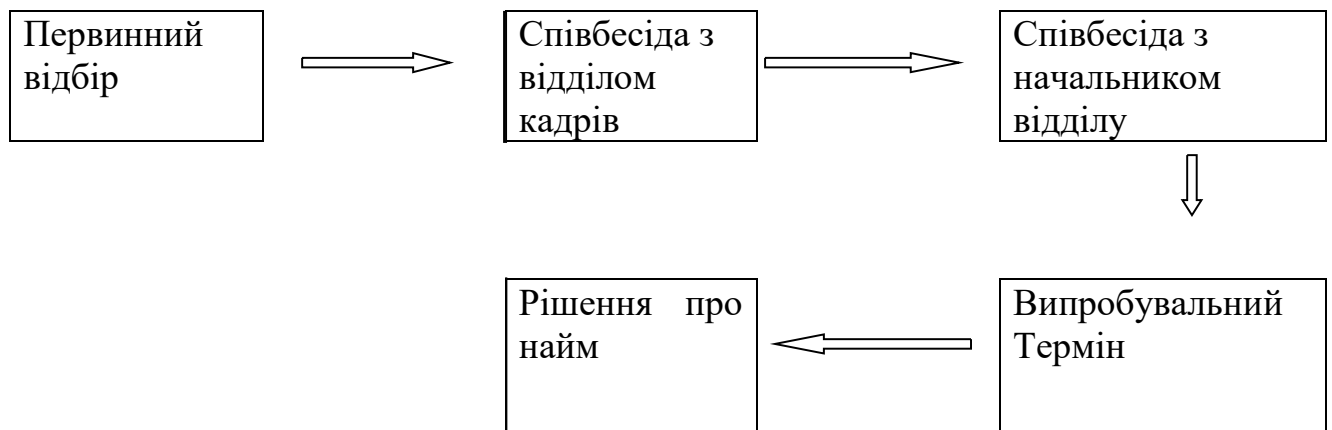 Первинний
відбір
Співбесіда з
відділом
кадрів
Співбесіда з
начальником
відділу
Випробувальний
Термін
Рішення про
найм